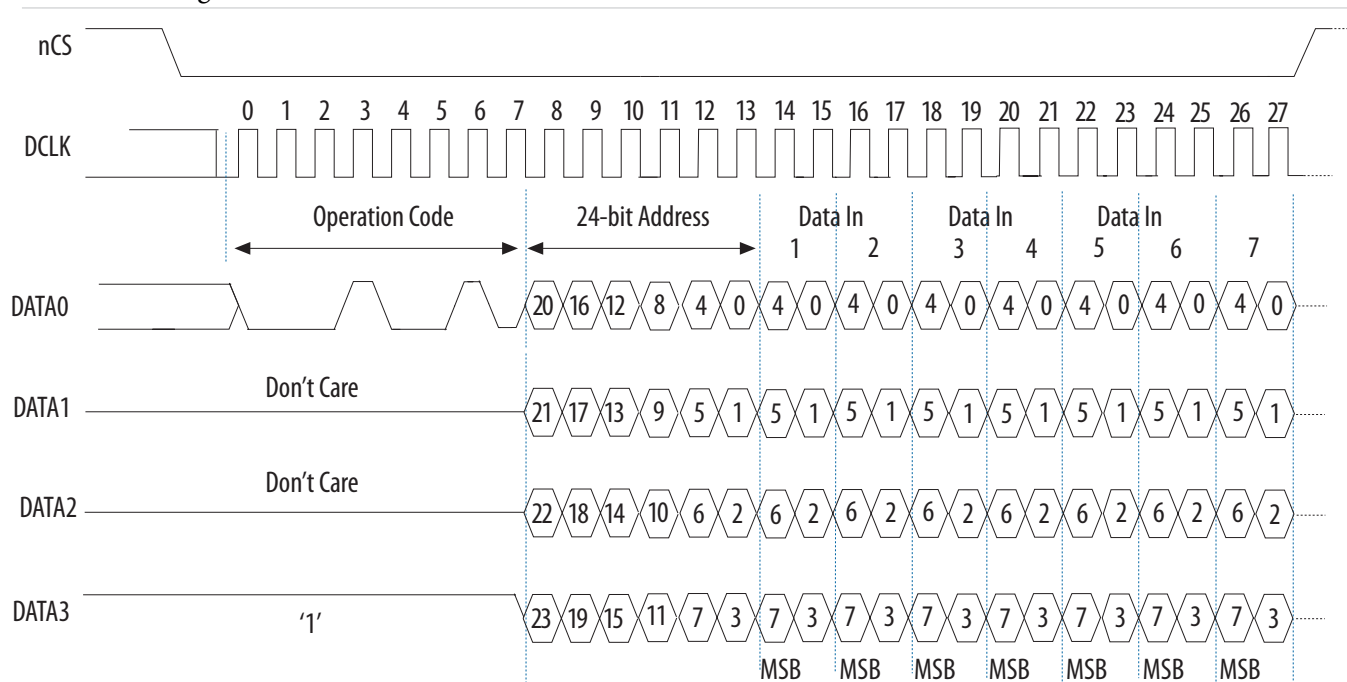 nCS
0 1 2 3 4 5 6 7 8 9 10 11 12 13 14 15 16 17 18 19 20 21 22 23 24 25 26 27
DCLK
Operation Code 24-bit Address Data In Data In Data In
1 2 3 4 5 6 7
DATA0 20 16 12 8 4 0 4 0 4 0 4 0 4 0 4 0 4 0 4 0
Don't Care
DATA1 21 17 13 9 5 1 5 1 5 1 5 1 5 1 5 1 5 1 5 1
Don't Care
DATA2 22 18 14 10 6 2 6 2 6 2 6 2 6 2 6 2 6 2 6 2
DATA3 '1' 23 19 15 11 7 3 7 3 7 3 7 3 7 3 7 3 7 3 7 3
MSB MSB MSB MSB MSB MSB MSB